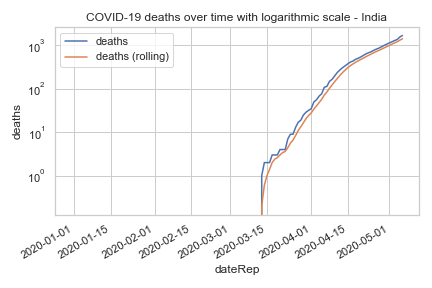 COVID-19 deaths over time with logarithmic scale - India
deaths
deaths (rolling)
10³
10²
10¹
10⁰
deaths
2020-01-01
2020-01-15
2020-02-01
2020-02-15
2020-03-01
2020-03-15
2020-04-01
2020-04-15
2020-05-01
dateRep